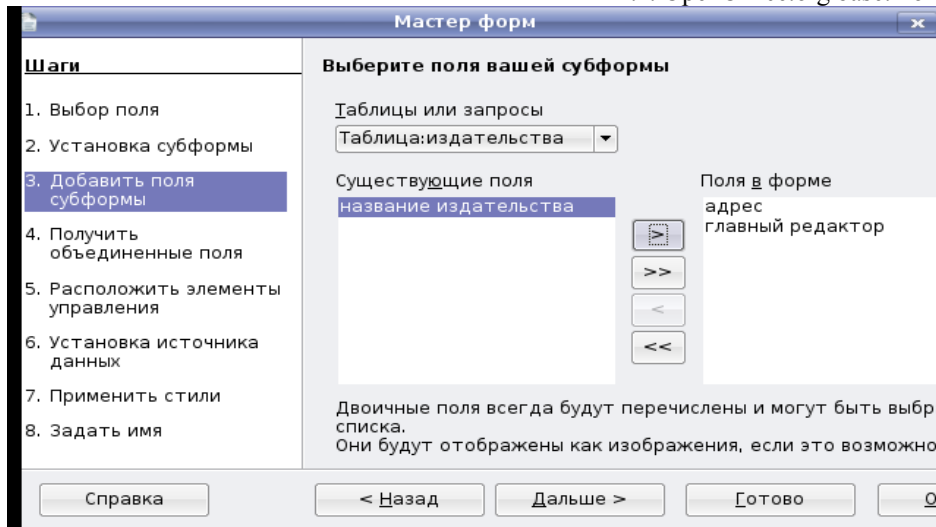 Мастер форм
Шаги
1. Выбор поля
2. Установка субформы
3. Добавить поля
субформы
4. Получить
объединенные поля
5. Расположить элементы
управления
6. Установка источника
данных
7. Применить стили
8. Задать имя
Выберите поля вашей субформы
Таблицы или запросы
Таблица:издательства
Существующие поля
Поля в форме
название издательства
адрес
главный редактор
>
>>
<
<<
Двоичные поля всегда будут перечислены и могут быть выбр
списка.
Они будут отображены как изображения, если это возможно
Справка
< Назад
Дальше >
Готово